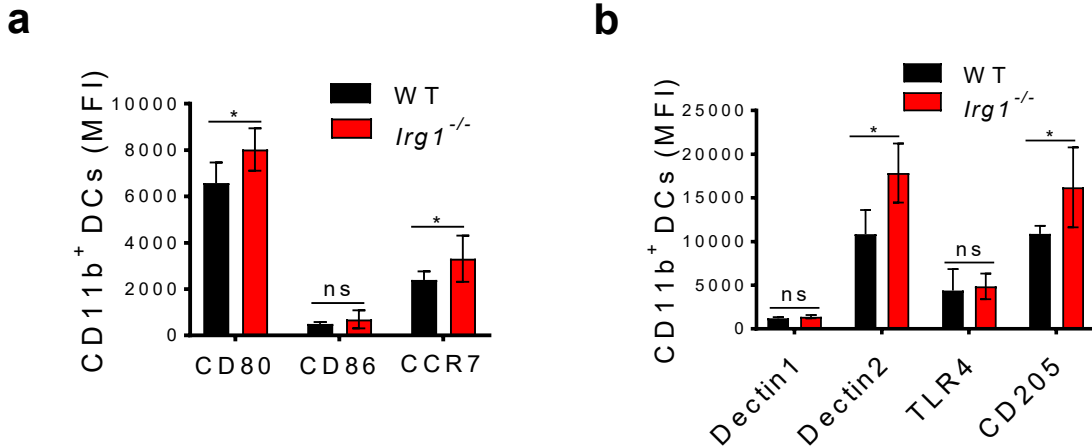 a
CD11b+ DCs (MFI)
WT
Irg1-/-
10000
8000
6000
4000
2000
0
*
ns
*
CD80 CD86 CCR7
b
CD11b+ DCs (MFI)
WT
Irg1-/-
25000
20000
15000
10000
5000
0
ns
*
ns
*
Dectin1
Dectin2
TLR4
CD205